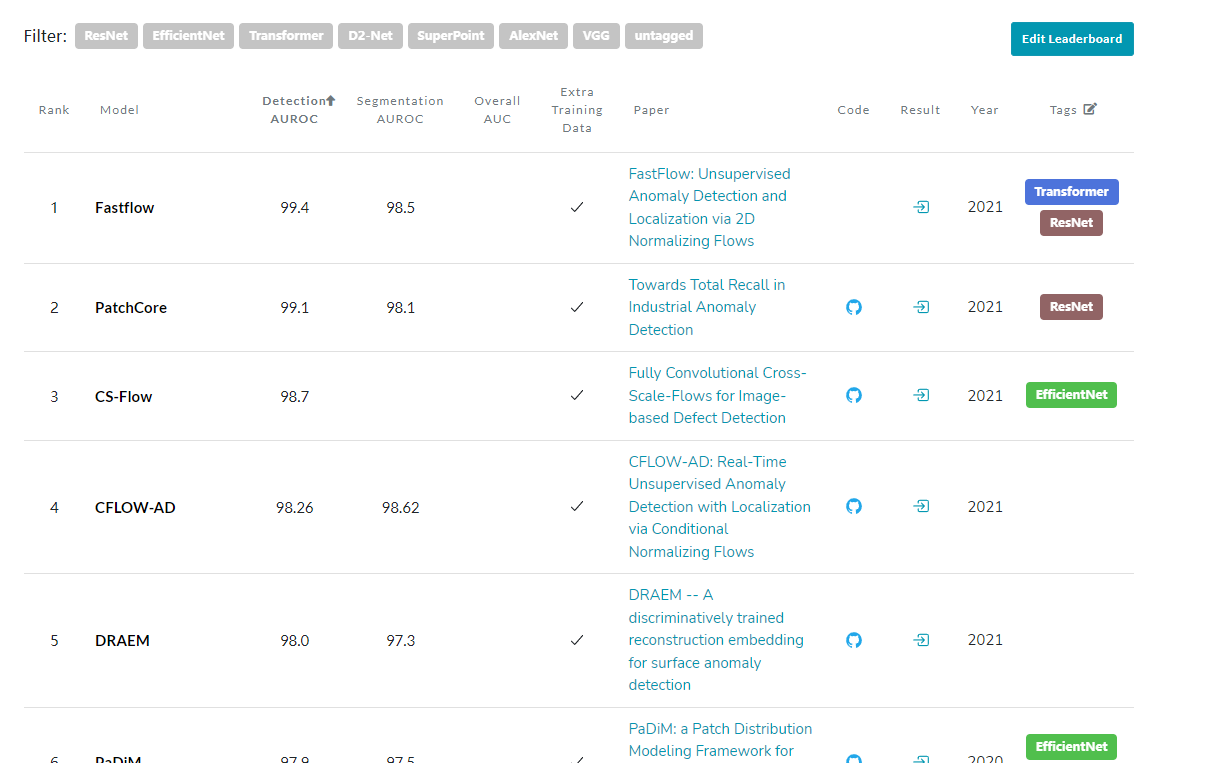 Filter: ResNet EfficientNet Transformer D2-Net SuperPoint AlexNet VGG untagged
Edit Leaderboard
Rank Model Detection AUROC Segmentation AUROC Overall AUC Extra Training Data Paper Code Result Year Tags
1 Fastflow 99.4 98.5 FastFlow: Unsupervised
Anomaly Detection and
Localization via 2D
Normalizing Flows
2021 Transformer
ResNet
2 PatchCore 99.1 98.1 Towards Total Recall in
Industrial Anomaly
Detection
2021 ResNet
3 CS-Flow 98.7 Fully Convolutional Cross-
Scale-Flows for Image-
based Defect Detection
2021 EfficientNet
4 CFLOW-AD 98.26 98.62 CFLOW-AD: Real-Time
Unsupervised Anomaly
Detection with Localization
via Conditional
Normalizing Flows
2021
5 DRAEM 98.0 97.3 DRAEM -- A
discriminatively trained
reconstruction embedding
for surface anomaly
detection
2021
6 PaDiM 97.9 97.5 PaDiM: a Patch Distribution
Modeling Framework for
2020 EfficientNet